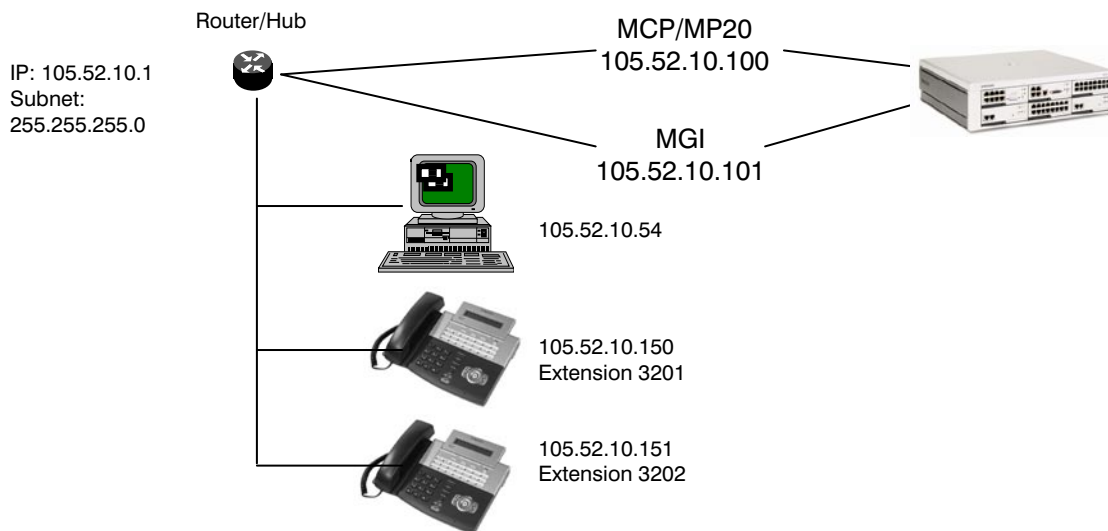 Router/Hub
IP: 105.52.10.1
Subnet:
255.255.255.0
MCP/MP20
105.52.10.100
MGI
105.52.10.101
105.52.10.54
105.52.10.150
Extension 3201
105.52.10.151
Extension 3202